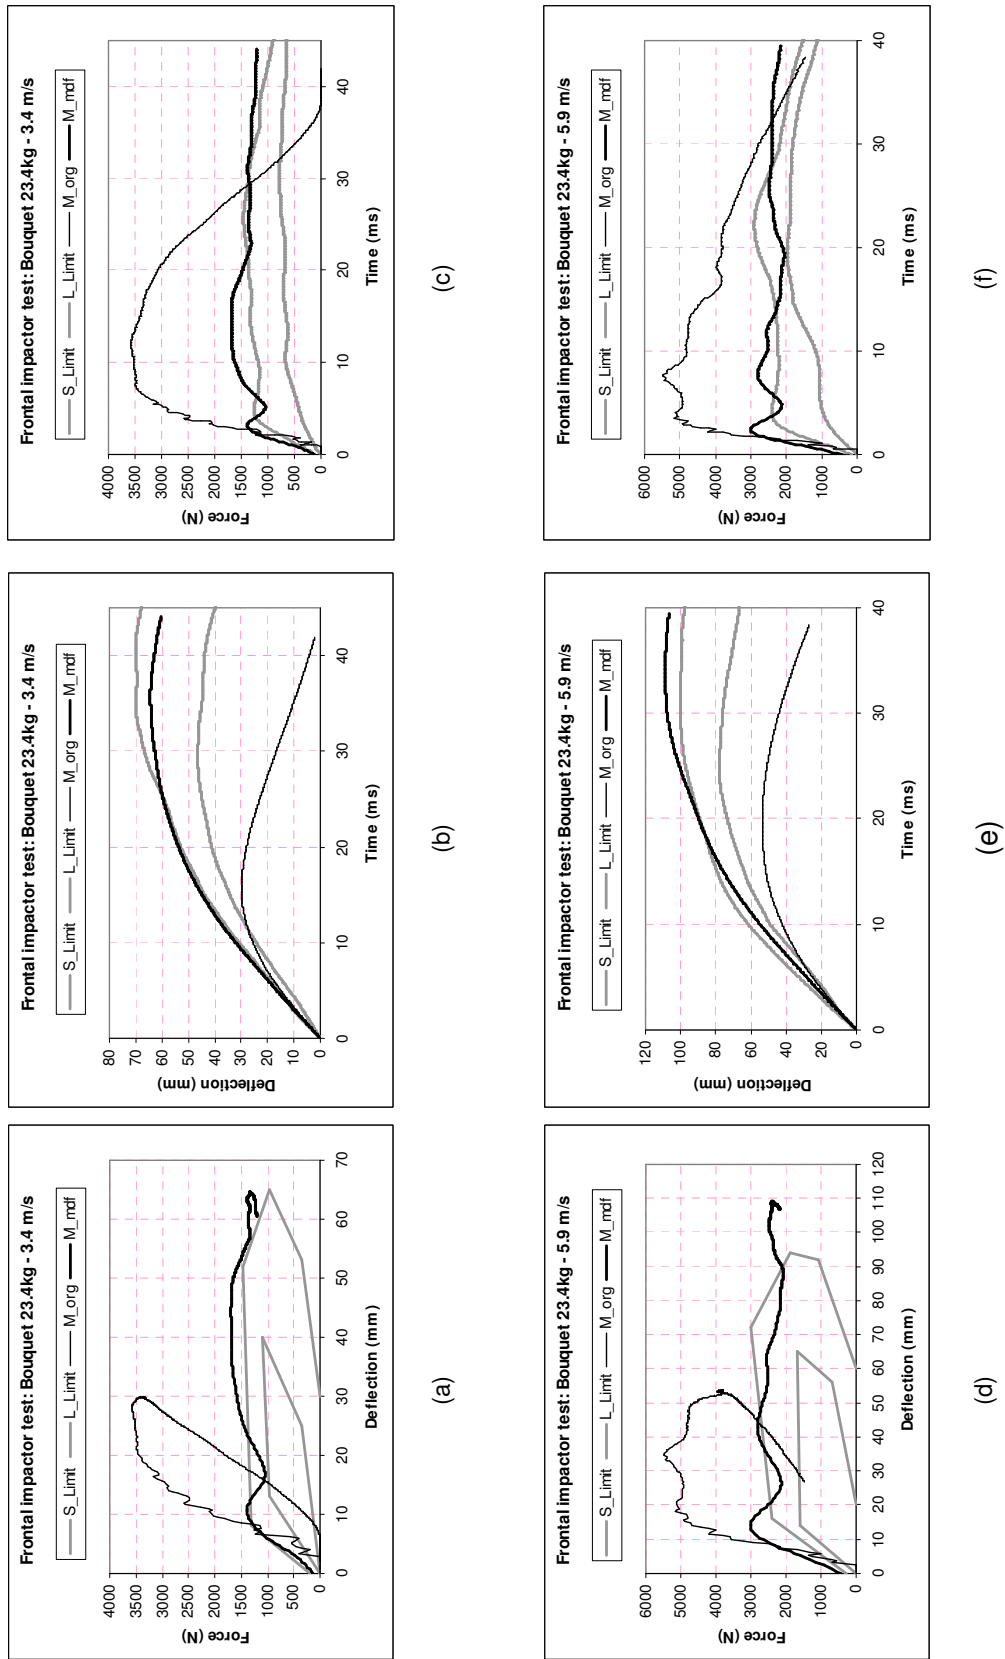 Frontal impactor test: Bouquet 23.4kg - 3.4 m/s
S_Limit L_Limit M_org M_mdf
4000
3500
3000
2500
2000
1500
1000
500
0
Force (N)
0 10 20 30 40 50 60 70
Deflection (mm)
(a)
Frontal impactor test: Bouquet 23.4kg - 3.4 m/s
S_Limit L_Limit M_org M_mdf
80
70
60
50
40
30
20
10
0
Deflection (mm)
0 10 20 30 40
Time (ms)
(b)
Frontal impactor test: Bouquet 23.4kg - 3.4 m/s
S_Limit L_Limit M_org M_mdf
4000
3500
3000
2500
2000
1500
1000
500
0
Force (N)
0 10 20 30 40
Time (ms)
(c)
Frontal impactor test: Bouquet 23.4kg - 5.9 m/s
S_Limit L_Limit M_org M_mdf
6000
5000
4000
3000
2000
1000
0
Force (N)
0 10 20 30 40 50 60 70 80 90 100 110 120
Deflection (mm)
(d)
Frontal impactor test: Bouquet 23.4kg - 5.9 m/s
S_Limit L_Limit M_org M_mdf
120
100
80
60
40
20
0
Deflection (mm)
0 10 20 30 40
Time (ms)
(e)
Frontal impactor test: Bouquet 23.4kg - 5.9 m/s
S_Limit L_Limit M_org M_mdf
6000
5000
4000
3000
2000
1000
0
Force (N)
0 10 20 30 40
Time (ms)
(f)